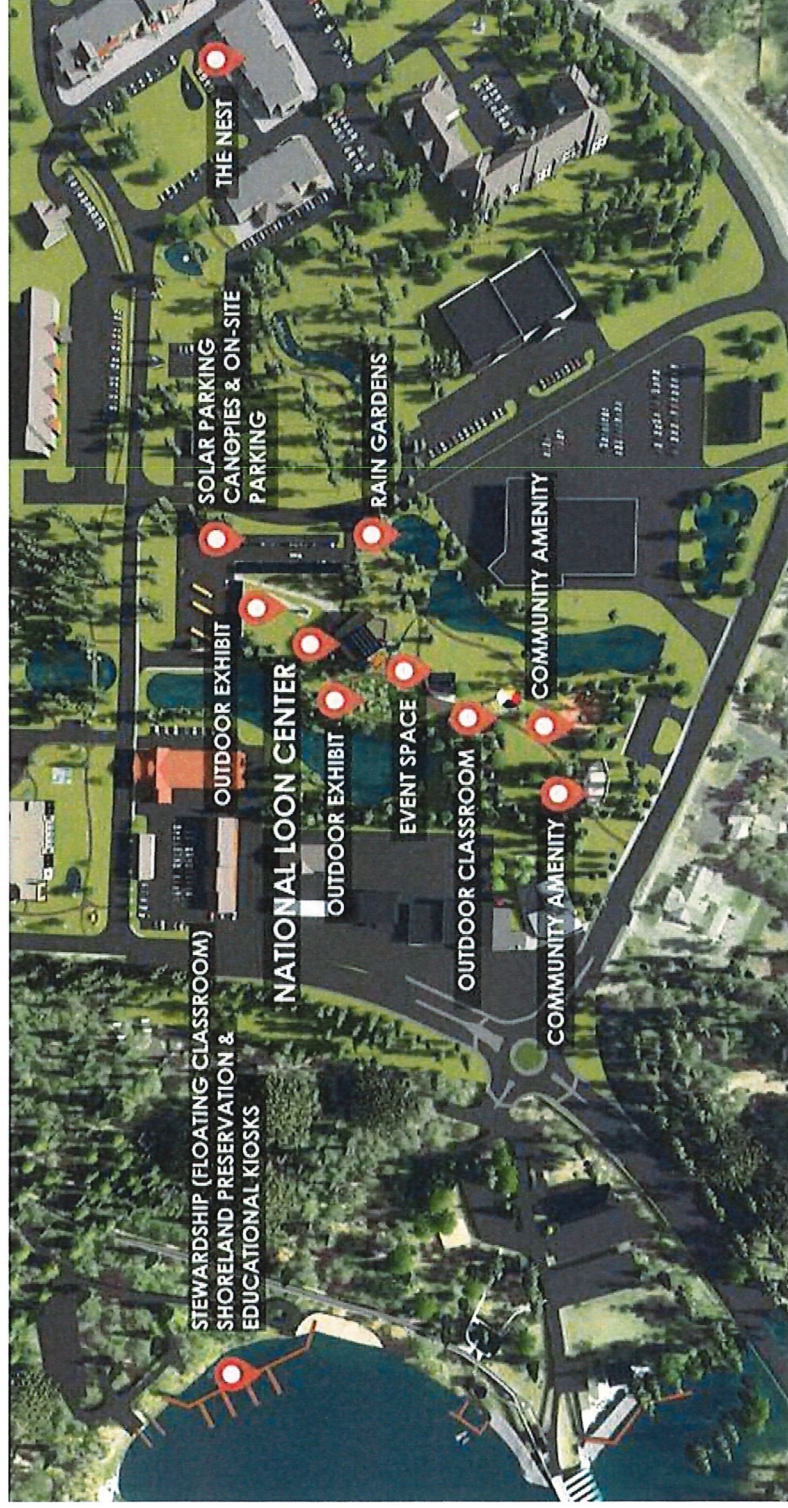 STEWARDSHIP (FLOATING CLASSROOM)
SHORELAND PRESERVATION &
EDUCATIONAL KIOSKS
OUTDOOR EXHIBIT
SOLAR PARKING
CANOPIES & ON-SITE
PARKING
THE NEST
NATIONAL LOON CENTER
OUTDOOR EXHIBIT
RAIN GARDENS
EVENT SPACE
OUTDOOR CLASSROOM
COMMUNITY AMENITY
COMMUNITY AMENITY